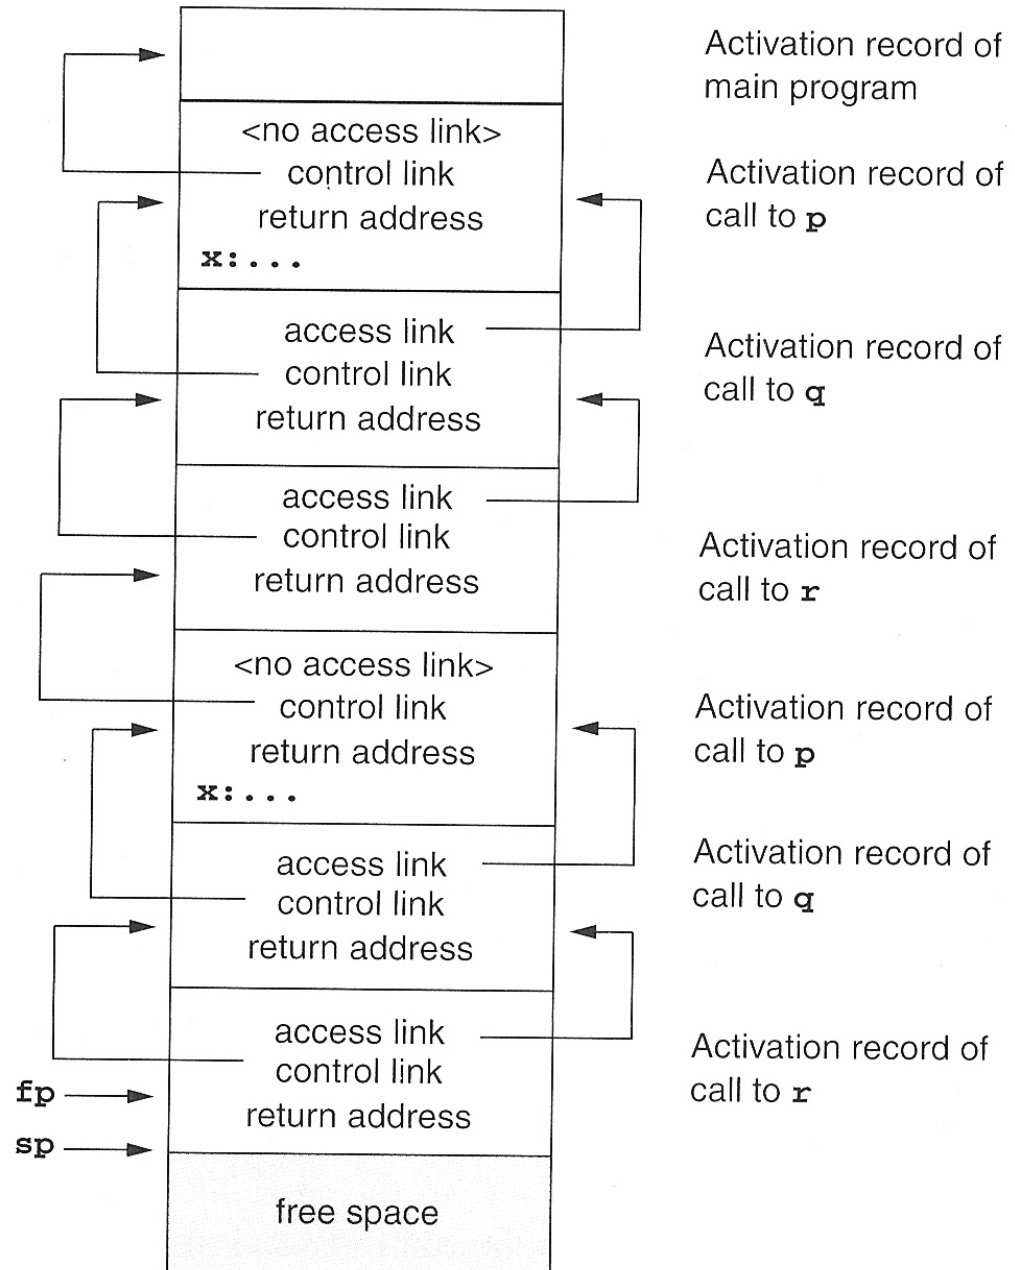 Activation record of
main program
<no access link>
control link
return address
x:...
Activation record of
call to p
access link
control link
return address
Activation record of
call to q
access link
control link
return address
Activation record of
call to r
<no access link>
control link
return address
x:...
Activation record of
call to p
access link
control link
return address
Activation record of
call to q
access link
control link
return address
Activation record of
call to r
fp
sp
free space